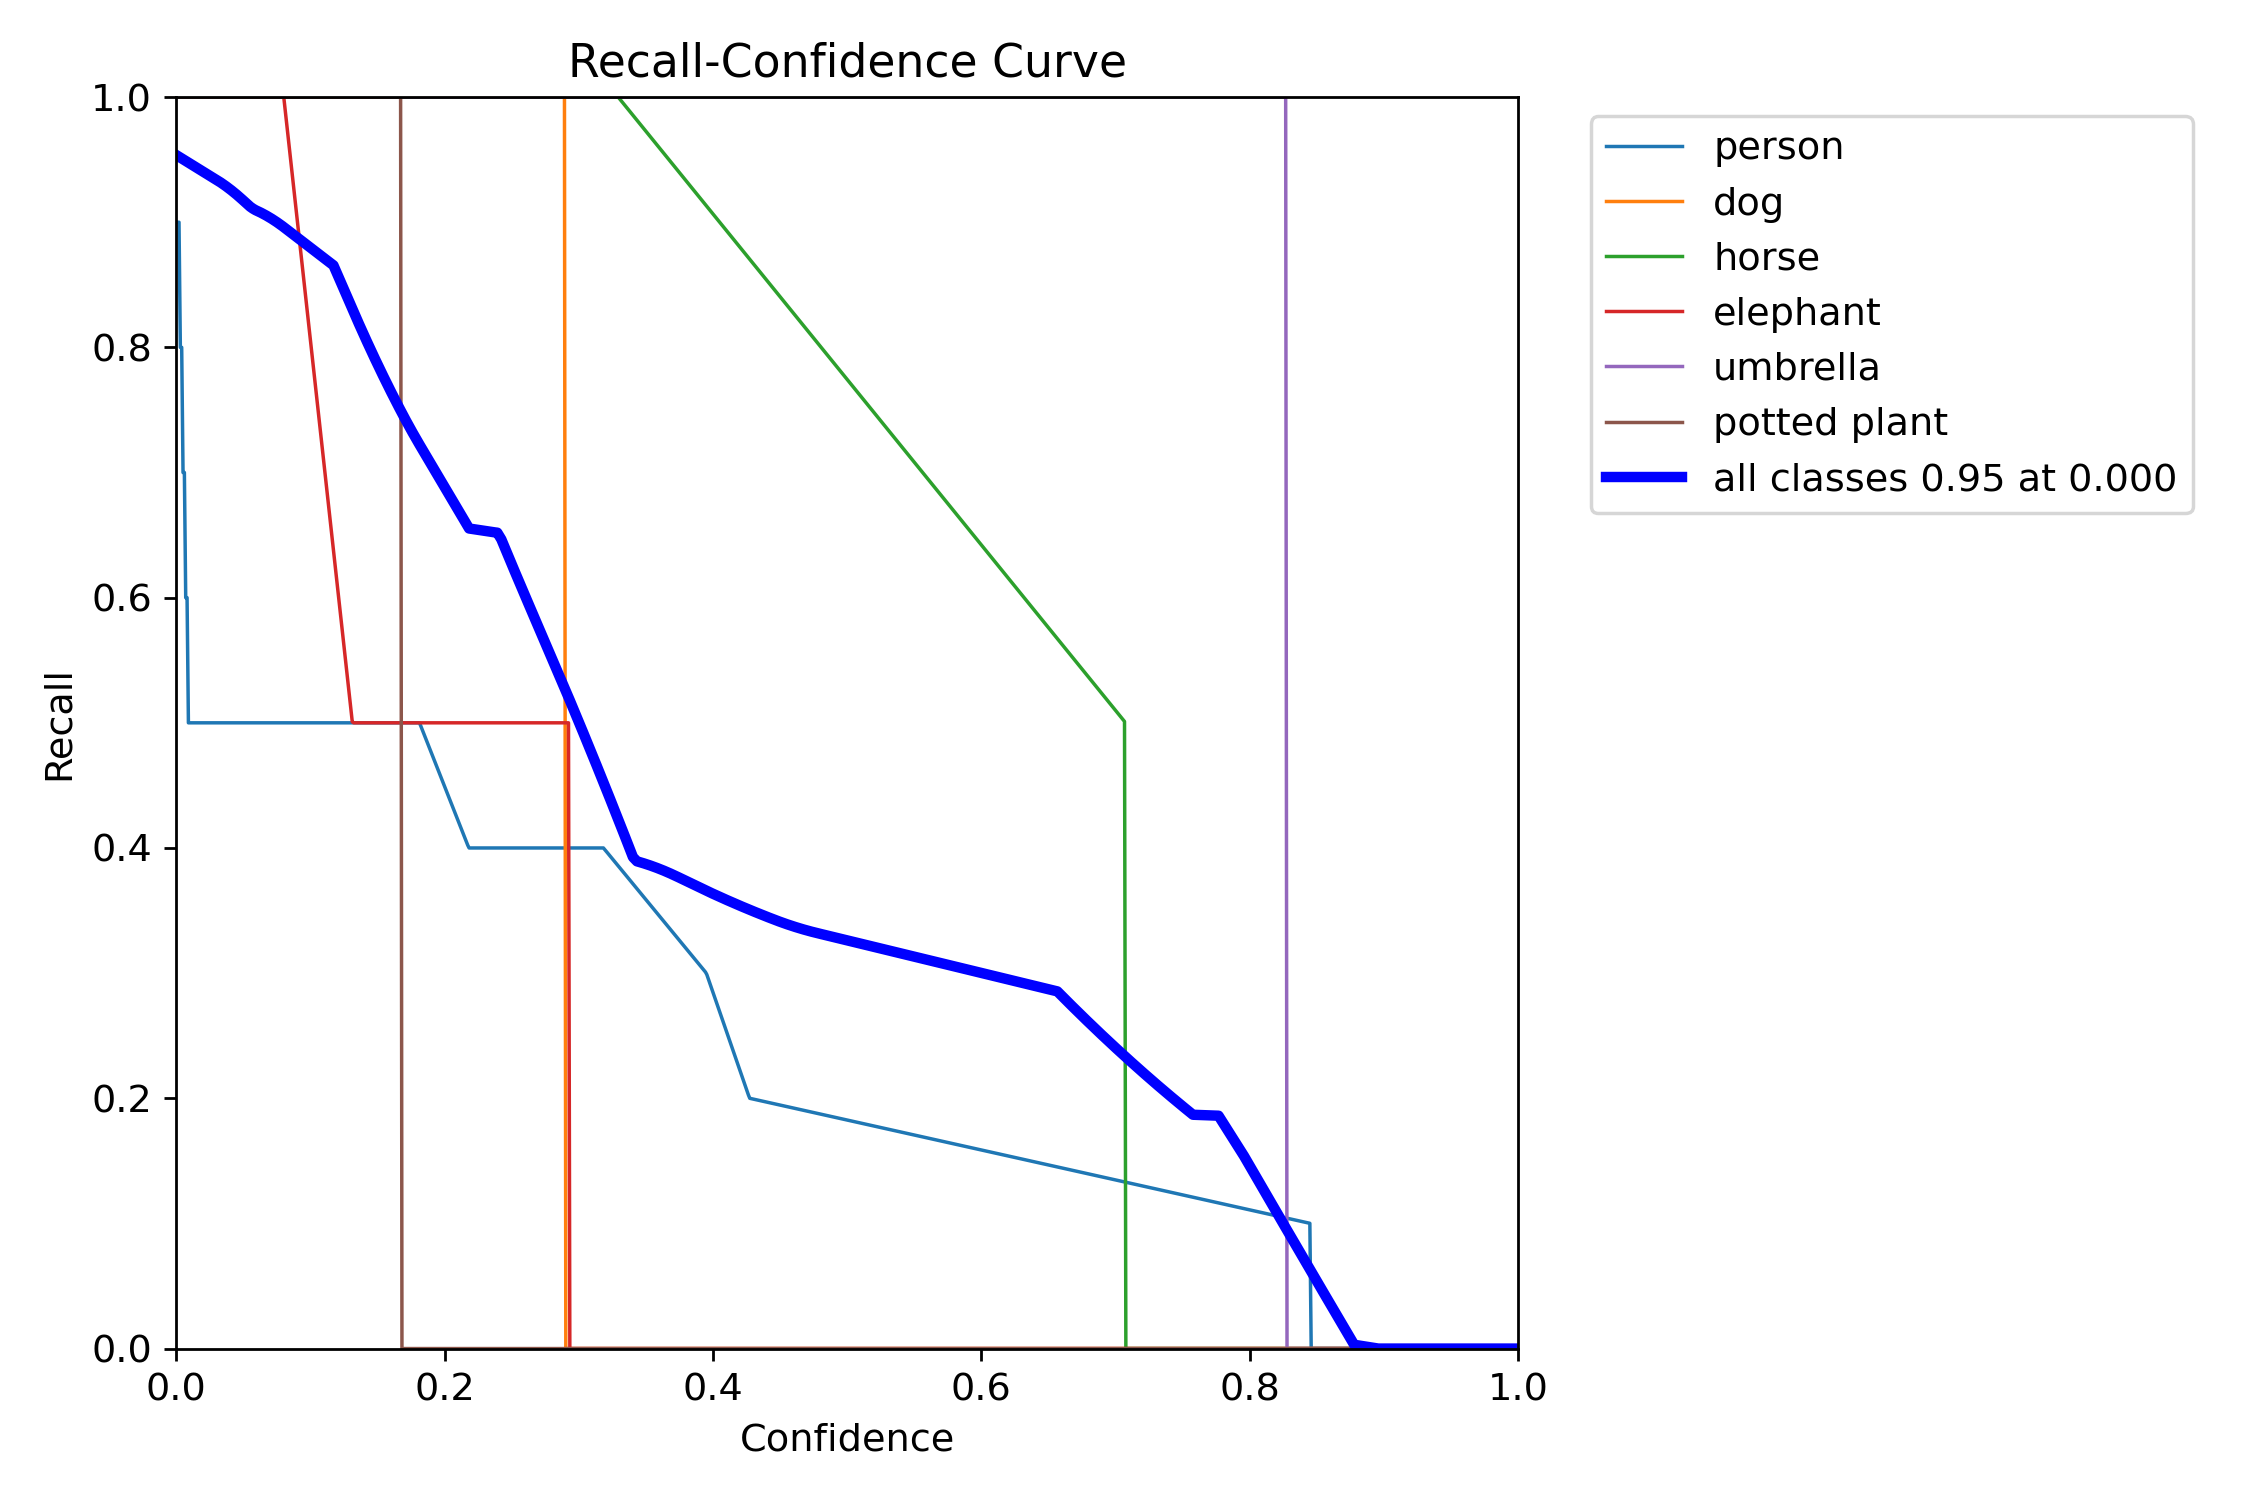 Recall-Confidence Curve
1.0
0.8
0.6
0.4
0.2
0.0
Recall
0.0 0.2 0.4 0.6 0.8 1.0
Confidence
person
dog
horse
elephant
umbrella
potted plant
all classes 0.95 at 0.000